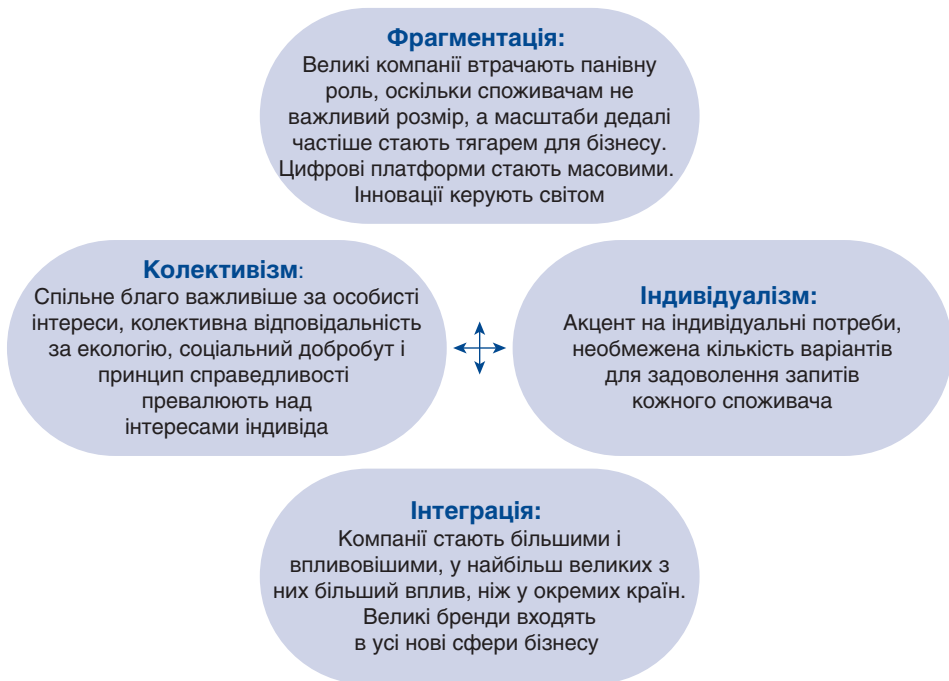 Фрагментація:
Великі компанії втрачають панівну
роль, оскільки споживачам не
важливий розмір, а масштаби дедалі
частіше стають тягарем для бізнесу.
Цифрові платформи стають масовими.
Інновації керують світом
Колективізм:
Спільне благо важливіше за особисті
інтереси, колективна відповідальність
за екологію, соціальний добробут і
принцип справедливості
превалюють над
інтересами індивіда
Індивідуалізм:
Акцент на індивідуальні потреби,
необмежена кількість варіантів
для задоволення запитів
кожного споживача
Інтеграція:
Компанії стають більшими і
впливовішими, у найбільш великих з
них більший вплив, ніж у окремих країн.
Великі бренди входять
в усі нові сфери бізнесу